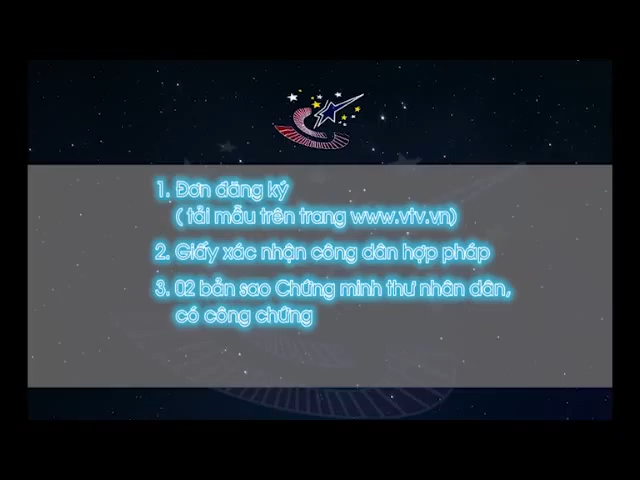 1. Đơn đăng ký
( tải mẫu trên trang www.vtv.vn)
2. Giấy xác nhận công dân hợp pháp
3. 02 bản sao Chứng minh thư nhân dân,
có công chứng